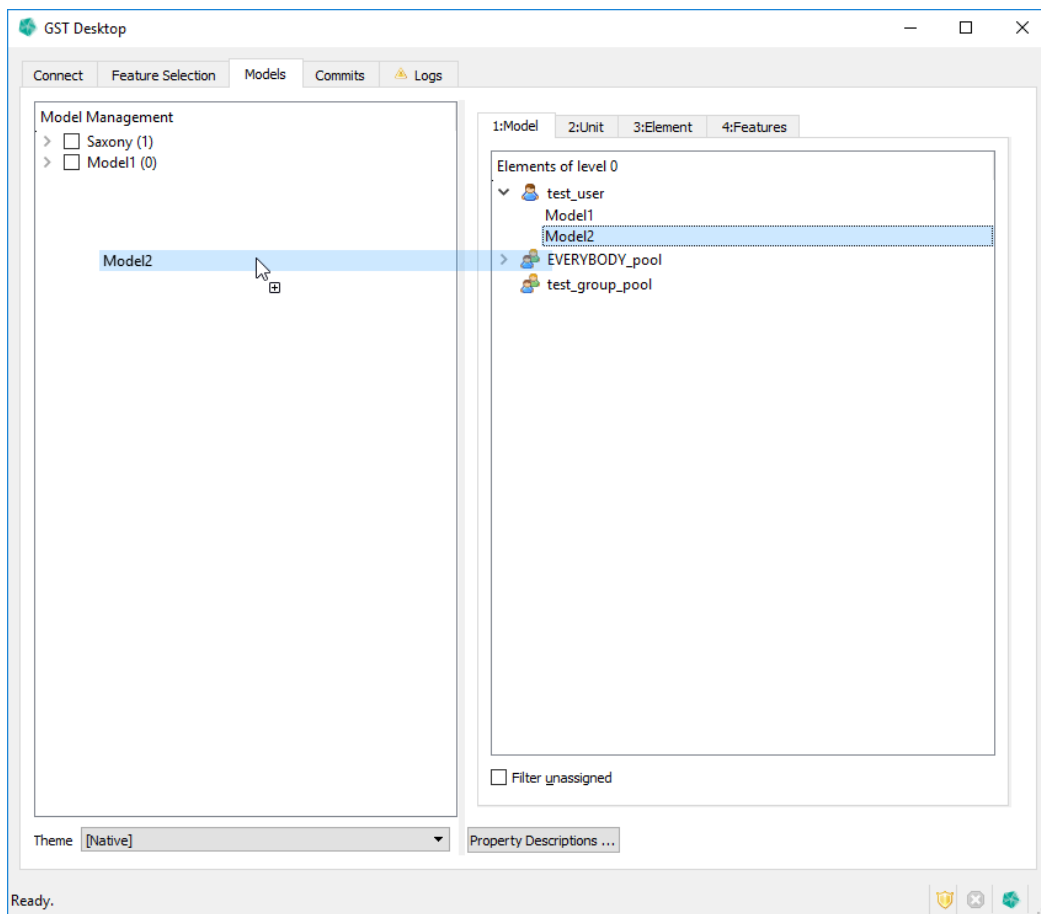 GST Desktop
Connect Feature Selection Models Commits Logs
Model Management
Saxony (1)
Model1 (0)
Model2
Theme [Native]
1:Model 2:Unit 3:Element 4:Features
Elements of level 0
test_user
Model1
Model2
EVERYBODY_pool
test_group_pool
Filter unassigned
Property Descriptions ...
Ready.